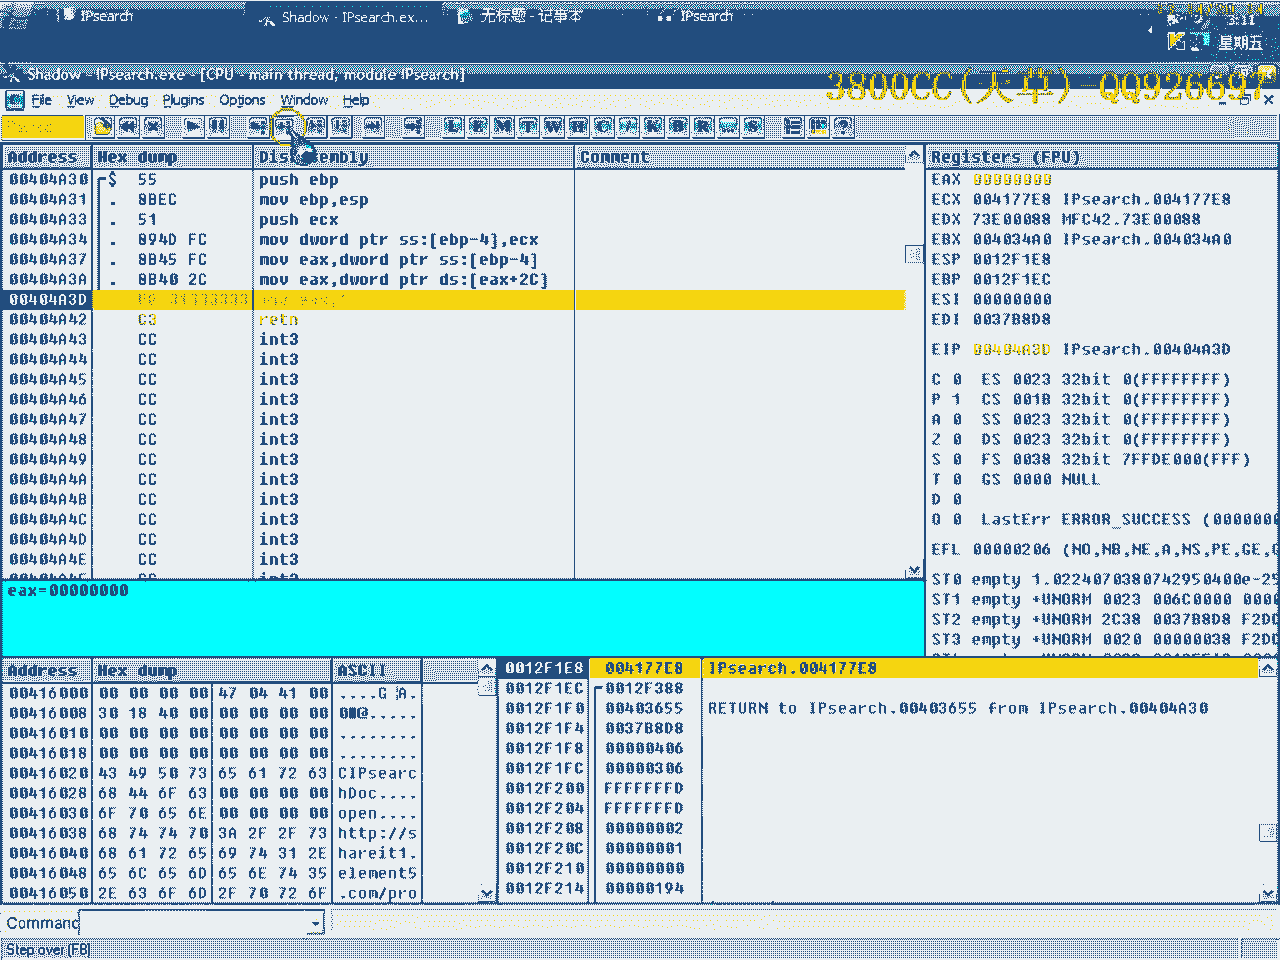 IPsearch
Shadow - IPsearch.ex...
无标题 - 记事本
IPsearch
3:11
星期五
Shadow - IPsearch.exe - [CPU - main thread, module IPsearch]
3800CC(天草) QQ926697
File View Debug Plugins Options Window Help
Paused
Address Hex dump Disassembly Comment
00404A30 $ 55 push ebp
00404A31 . 8BEC mov ebp,esp
00404A33 . 51 push ecx
00404A34 . 894D FC mov dword ptr ss:[ebp-4],ecx
00404A37 . 8B45 FC mov eax,dword ptr ss:[ebp-4]
00404A3A . 8B40 2C mov eax,dword ptr ds:[eax+2C]
00404A3D
00404A42 C3 retn
00404A43 CC int3
00404A44 CC int3
00404A45 CC int3
00404A46 CC int3
00404A47 CC int3
00404A48 CC int3
00404A49 CC int3
00404A4A CC int3
00404A4B CC int3
00404A4C CC int3
00404A4D CC int3
00404A4E CC int3
eax=00000000
Registers (FPU)
EAX 00000000
ECX 004177E8 IPsearch.004177E8
EDX 73E00088 MFC42.73E00088
EBX 004034A0 IPsearch.004034A0
ESP 0012F1E8
EBP 0012F1EC
ESI 00000000
EDI 0037B8D8
EIP 00404A3D IPsearch.00404A3D
C 0 ES 0023 32bit 0(FFFFFFFF)
P 1 CS 001B 32bit 0(FFFFFFFF)
A 0 SS 0023 32bit 0(FFFFFFFF)
Z 0 DS 0023 32bit 0(FFFFFFFF)
S 0 FS 0038 32bit 7FFDE000(FFF)
T 0 GS 0000 NULL
D 0
O 0 LastErr ERROR_SUCCESS (0000000
EFL 00000206 (NO,NB,NE,A,NS,PE,GE,G
ST0 empty 1.0224070380742950400e-25
ST1 empty +UNORM 0023 006C0000 0000
ST2 empty +UNORM 2C38 0037B8D8 F2DC
ST3 empty +UNORM 0020 00000038 F2DC
Address Hex dump ASCII
00416000 00 00 00 00 47 04 41 00 ....G.A.
00416008 30 18 40 00 00 00 00 00 0.@.....
00416010 00 00 00 00 00 00 00 00 ........
00416018 00 00 00 00 00 00 00 00 ........
00416020 43 49 50 73 65 61 72 63 CIPsearc
00416028 68 44 6F 63 00 00 00 00 hDoc....
00416030 6F 70 65 6E 00 00 00 00 open....
00416038 68 74 74 70 3A 2F 2F 73 http://s
00416040 68 61 72 65 69 74 31 2E hareit1.
00416048 65 6C 65 6D 65 6E 74 35 element5
00416050 2E 63 6F 6D 2F 70 72 6F .com/pro
0012F1E8 004177E8 IPsearch.004177E8
0012F1EC 0012F388
0012F1F0 00403655 RETURN to IPsearch.00403655 from IPsearch.00404A30
0012F1F4 0037B8D8
0012F1F8 00000406
0012F1FC 00000306
0012F200 FFFFFFFD
0012F204 FFFFFFFD
0012F208 00000002
0012F20C 00000001
0012F210 00000000
0012F214 00000194
Command
Step over [F8]